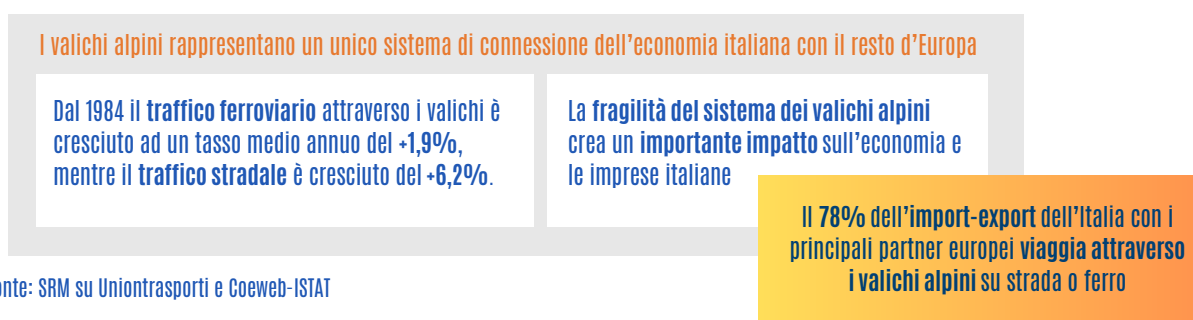 I valichi alpini rappresentano un unico sistema di connessione dell’economia italiana con il resto d’Europa
Dal 1984 il traffico ferroviario attraverso i valichi è
cresciuto ad un tasso medio annuo del +1,9%,
mentre il traffico stradale è cresciuto del +6,2%.
La fragilità del sistema dei valichi alpini
crea un importante impatto sull’economia e
le imprese italiane
Il 78% dell’import-export dell’Italia con i
principali partner europei viaggia attraverso
i valichi alpini su strada o ferro
onte: SRM su Uniontrasporti e Coeweb-ISTAT